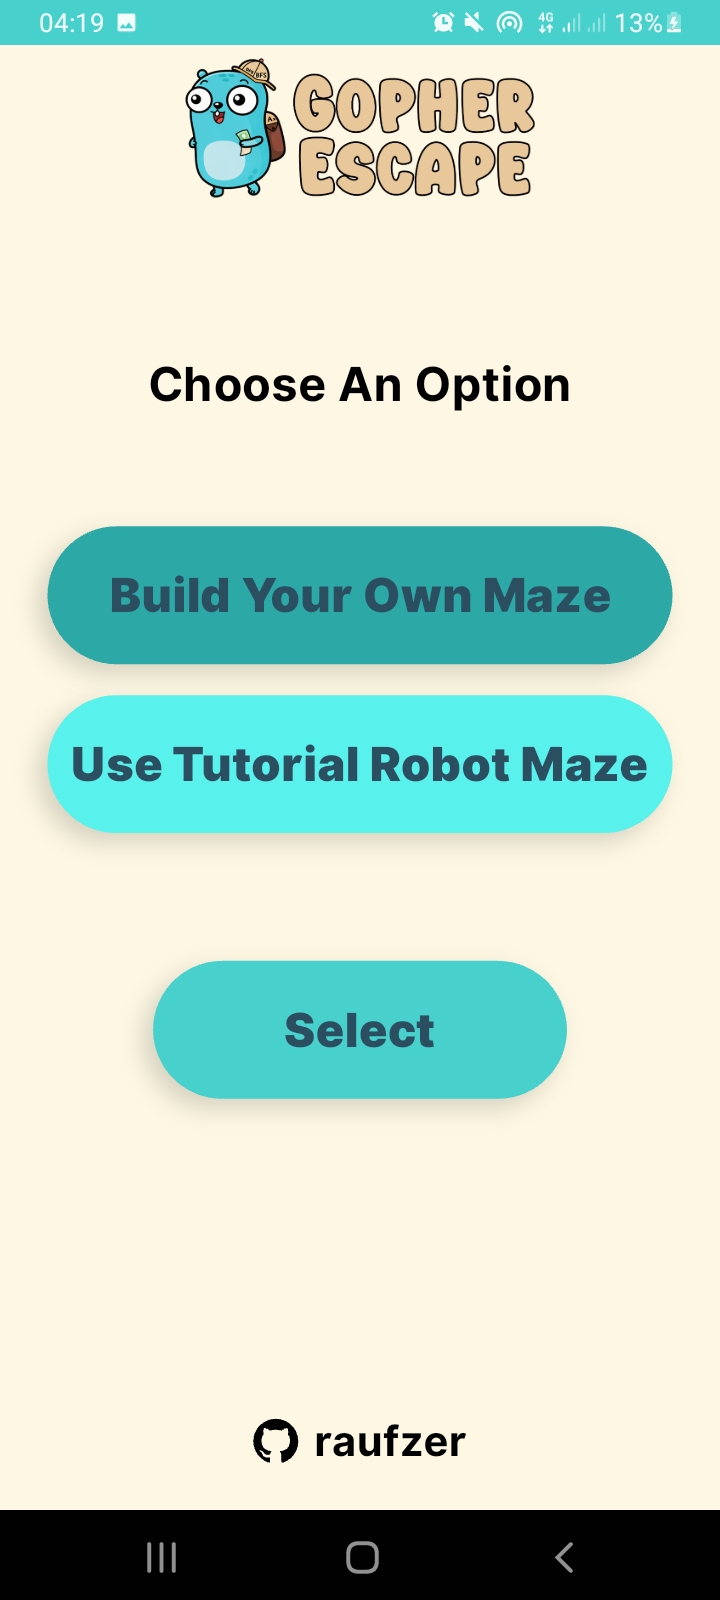 04:19
4G
13%
BFS
GOPHER
ESCAPE
Choose An Option
Build Your Own Maze
Use Tutorial Robot Maze
Select
raufzer